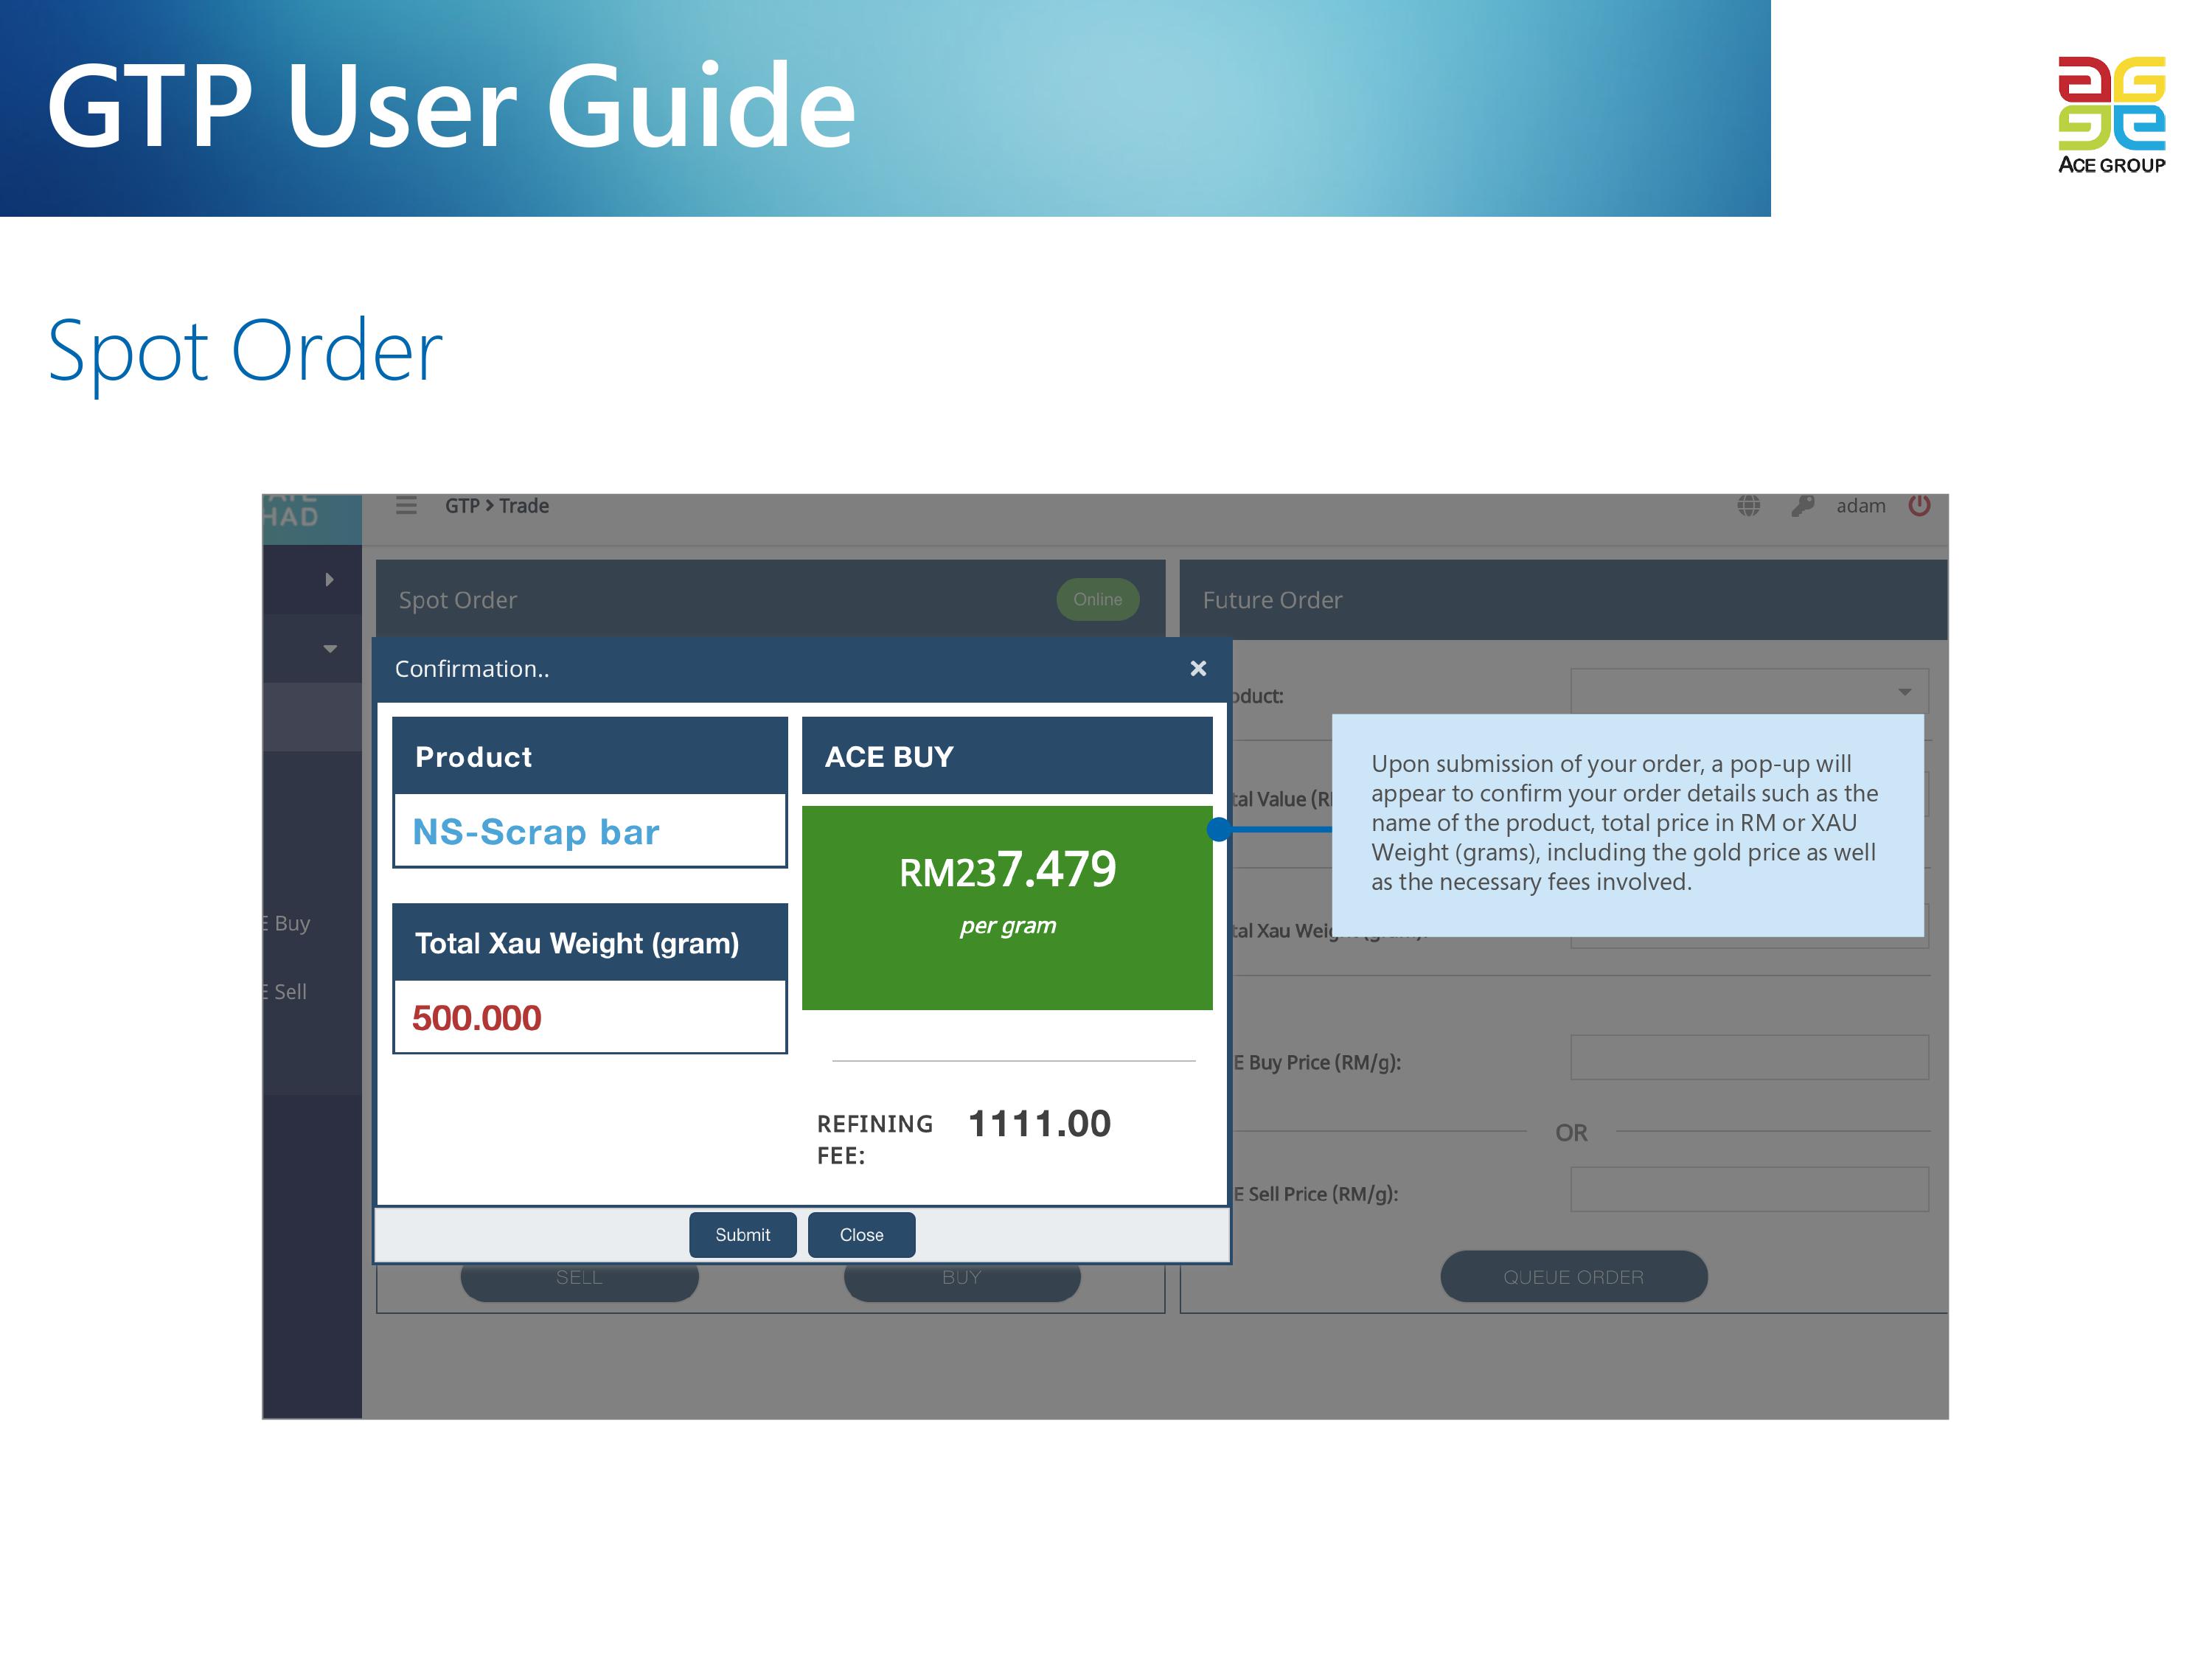 GTP User Guide
ACE GROUP
Spot Order
HAD
GTP > Trade
adam
Spot Order
Online
Future Order
Confirmation..
Product
ACE BUY
NS-Scrap bar
RM237.479
per gram
Total Xau Weight (gram)
500.000
REFINING
FEE:
1111.00
Submit
Close
oduct:
tal Value (R
Upon submission of your order, a pop-up will
appear to confirm your order details such as the
name of the product, total price in RM or XAU
Weight (grams), including the gold price as well
as the necessary fees involved.
tal Xau Weig
E Buy
E Sell
E Buy Price (RM/g):
OR
E Sell Price (RM/g):
SELL
BUY
QUEUE ORDER